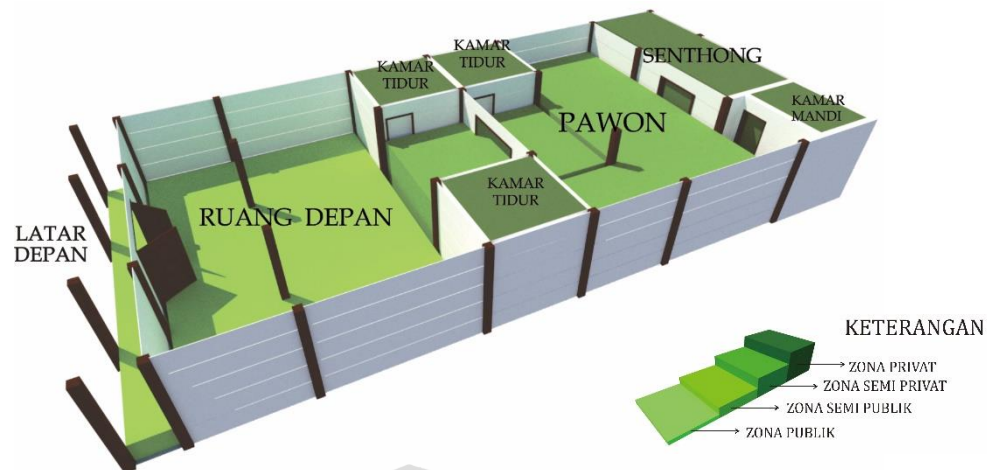 KAMAR
TIDUR
KAMAR
TIDUR
SENTHONG
KAMAR
MANDI
PAWON
KAMAR
TIDUR
RUANG DEPAN
LATAR
DEPAN
KETERANGAN
ZONA PRIVAT
ZONA SEMI PRIVAT
ZONA SEMI PUBLIK
ZONA PUBLIK